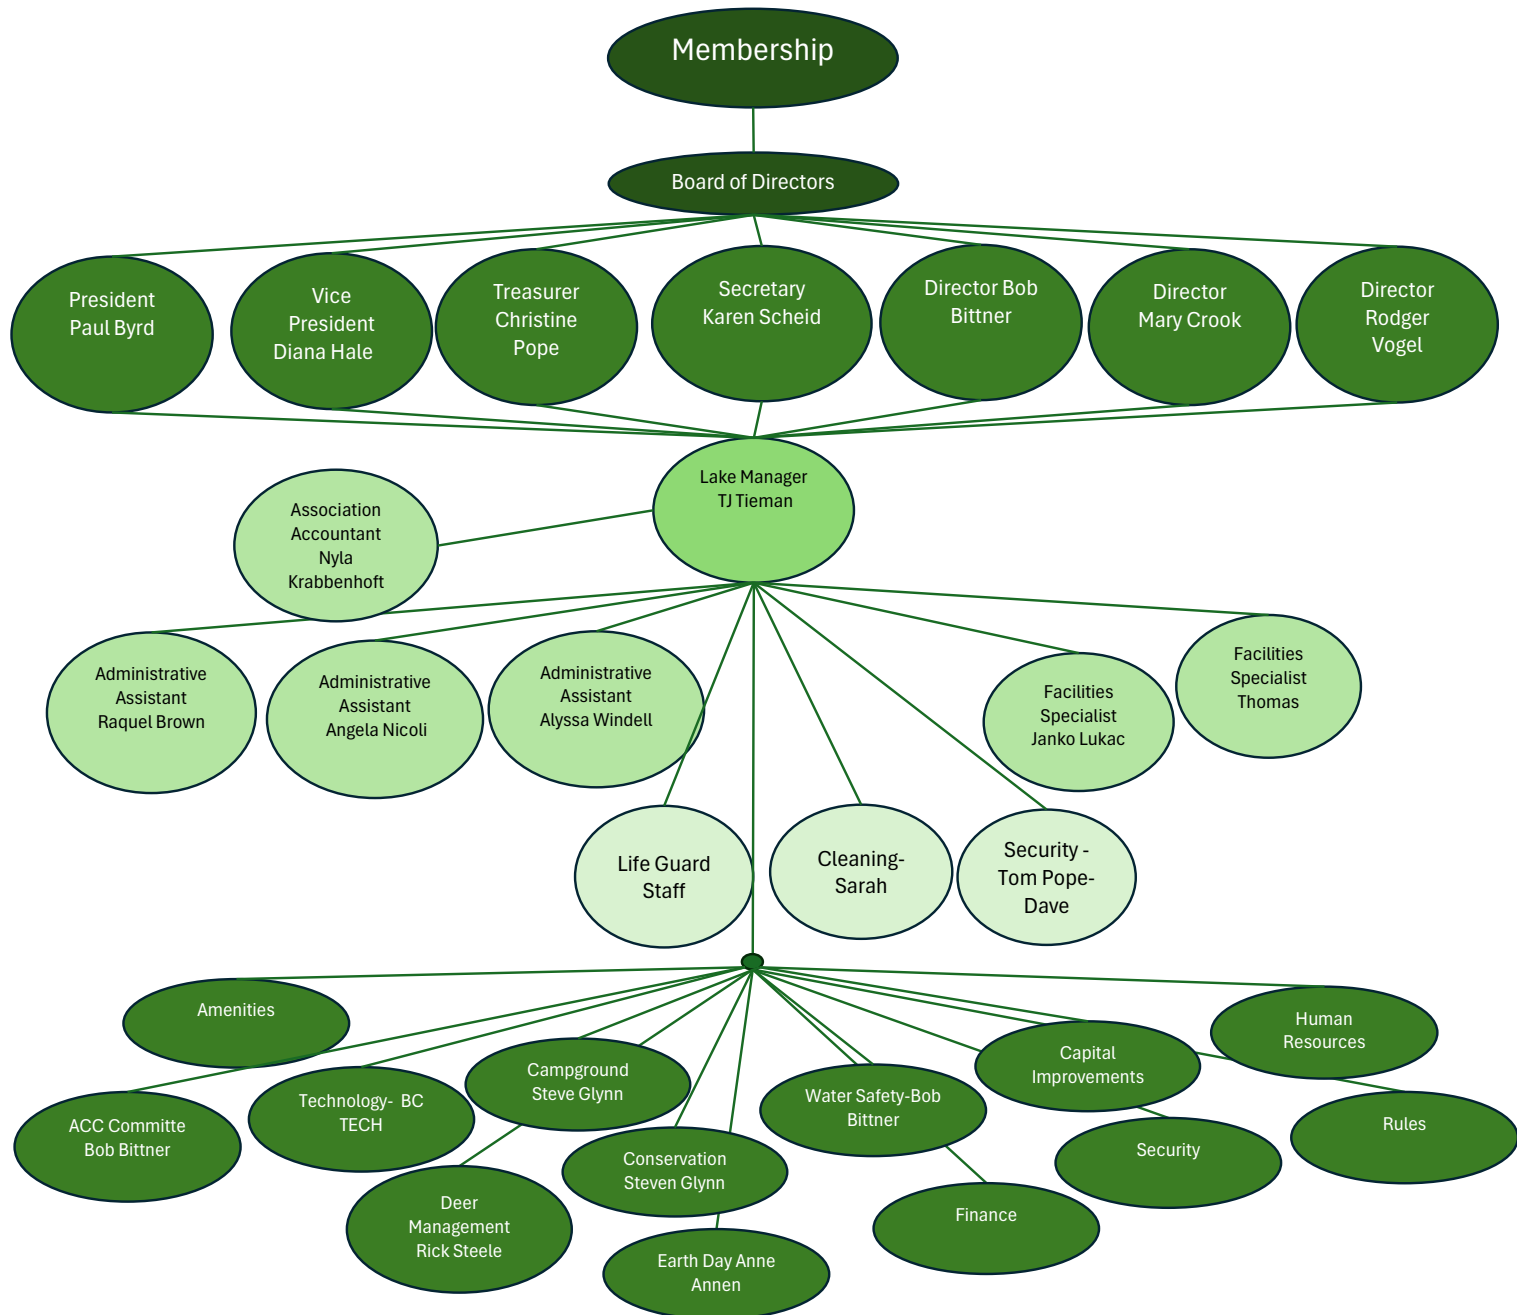 Membership
Board of Directors
President
Paul Byrd
Vice
President
Diana Hale
Treasurer
Christine
Pope
Secretary
Karen Scheid
Director Bob
Bittner
Director
Mary Crook
Director
Rodger
Vogel
Lake Manager
TJ Tieman
Association
Accountant
Nyla
Krabbenhoft
Administrative
Assistant
Raquel Brown
Administrative
Assistant
Angela Nicoli
Administrative
Assistant
Alyssa Windell
Facilities
Specialist
Janko Lukac
Facilities
Specialist
Thomas
Life Guard
Staff
Cleaning-
Sarah
Security -
Tom Pope-
Dave
Amenities
ACC Committe
Bob Bittner
Technology-  BC
TECH
Campground
Steve Glynn
Deer
Management
Rick Steele
Conservation
Steven Glynn
Earth Day Anne
Annen
Water Safety-Bob
Bittner
Finance
Capital
Improvements
Security
Human
Resources
Rules